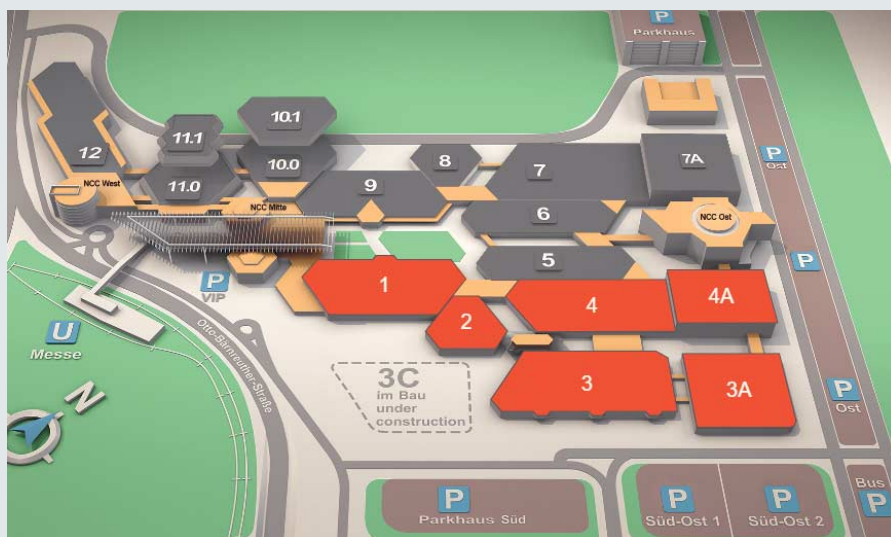 P
Parkhaus
10.1
11.1
12
10.0
8
7
7A
P
Ost
11.0
9
NCC West
NCC Mitte
6
NCC Ost
5
P
P
VIP
1
4
4A
2
U
Messe
Otto-Bärnreuther-Straße
3C
im Bau
under
construction
3
3A
P
Ost
N
P
Parkhaus Süd
P
Süd-Ost 1
P
Süd-Ost 2
Bus
P